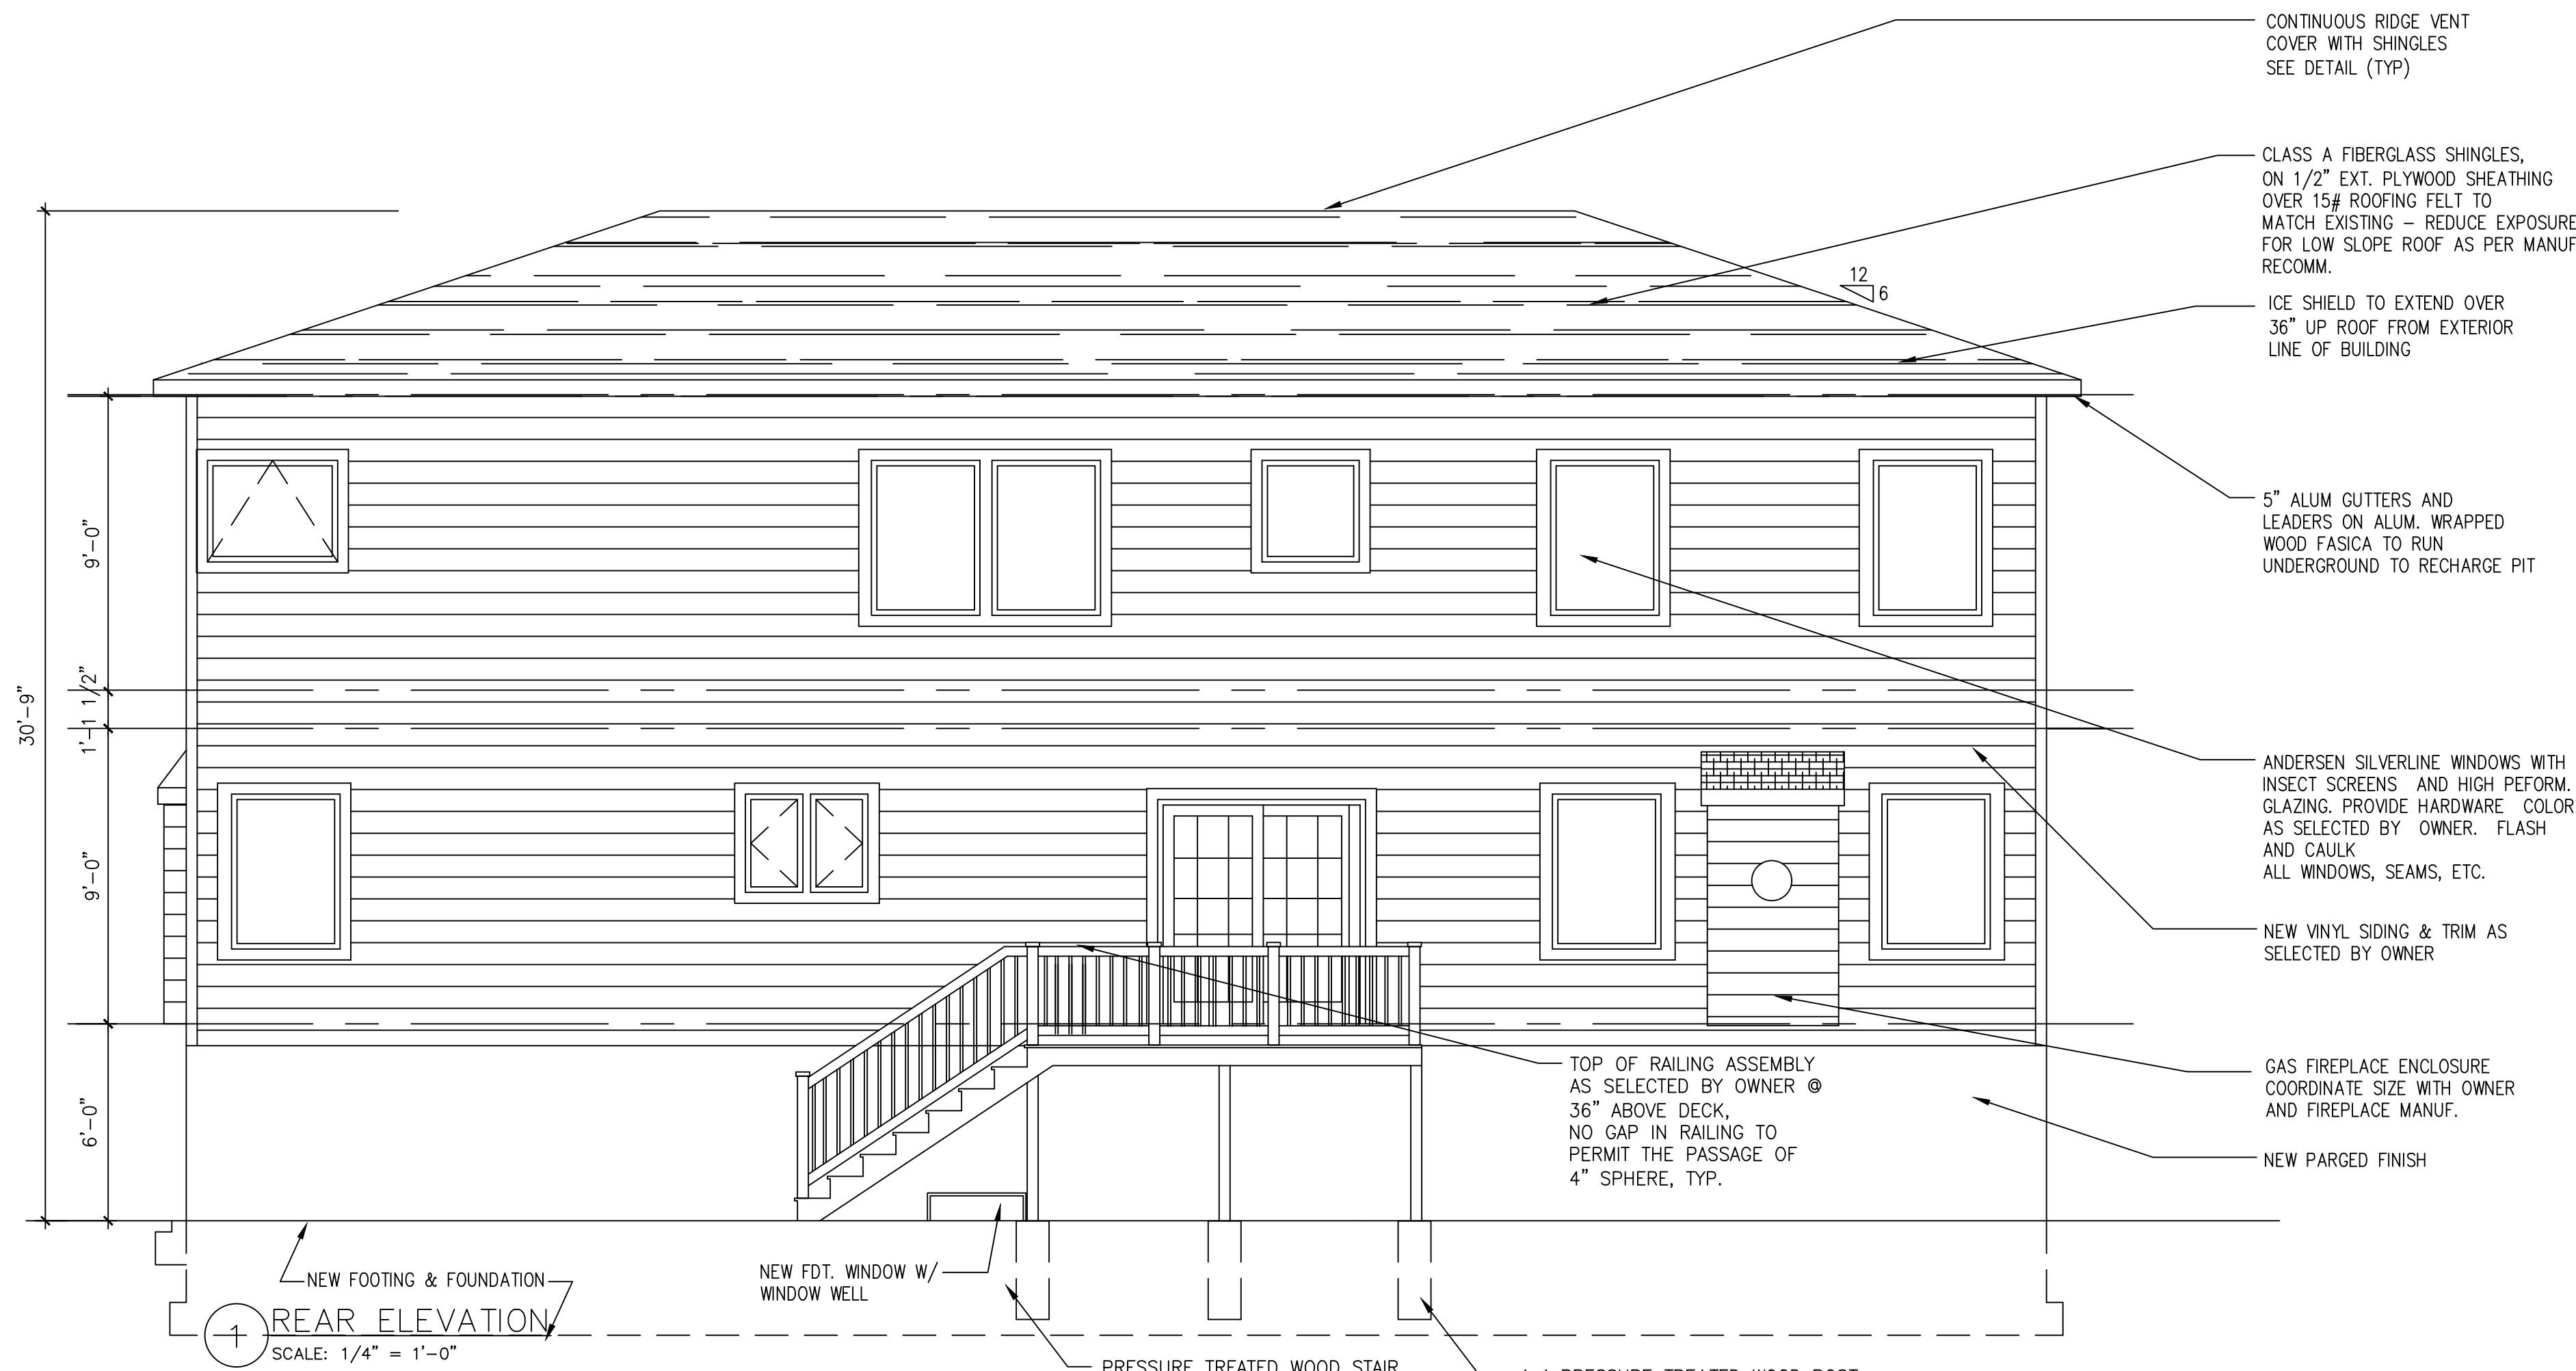 CONTINUOUS RIDGE VENT
COVER WITH SHINGLES
SEE DETAIL (TYP)
CLASS A FIBERGLASS SHINGLES,
ON 1/2" EXT. PLYWOOD SHEATHING
OVER 15# ROOFING FELT TO
MATCH EXISTING – REDUCE EXPOSURE
FOR LOW SLOPE ROOF AS PER MANUF
RECOMM.
12
6
ICE SHIELD TO EXTEND OVER
36" UP ROOF FROM EXTERIOR
LINE OF BUILDING
5" ALUM GUTTERS AND
LEADERS ON ALUM. WRAPPED
WOOD FASICA TO RUN
UNDERGROUND TO RECHARGE PIT
9'-0"
1'-11 1/2"
30'-9"
9'-0"
6'-0"
ANDERSEN SILVERLINE WINDOWS WITH
INSECT SCREENS AND HIGH PEFORM.
GLAZING. PROVIDE HARDWARE COLOR
AS SELECTED BY OWNER. FLASH
AND CAULK
ALL WINDOWS, SEAMS, ETC.
NEW VINYL SIDING & TRIM AS
SELECTED BY OWNER
TOP OF RAILING ASSEMBLY
AS SELECTED BY OWNER @
36" ABOVE DECK,
NO GAP IN RAILING TO
PERMIT THE PASSAGE OF
4" SPHERE, TYP.
GAS FIREPLACE ENCLOSURE
COORDINATE SIZE WITH OWNER
AND FIREPLACE MANUF.
NEW PARGED FINISH
NEW FOOTING & FOUNDATION
NEW FDT. WINDOW W/
WINDOW WELL
1
REAR ELEVATION
SCALE: 1/4" = 1'-0"
PRESSURE TREATED WOOD STAIR
PRESSURE TREATED WOOD POST